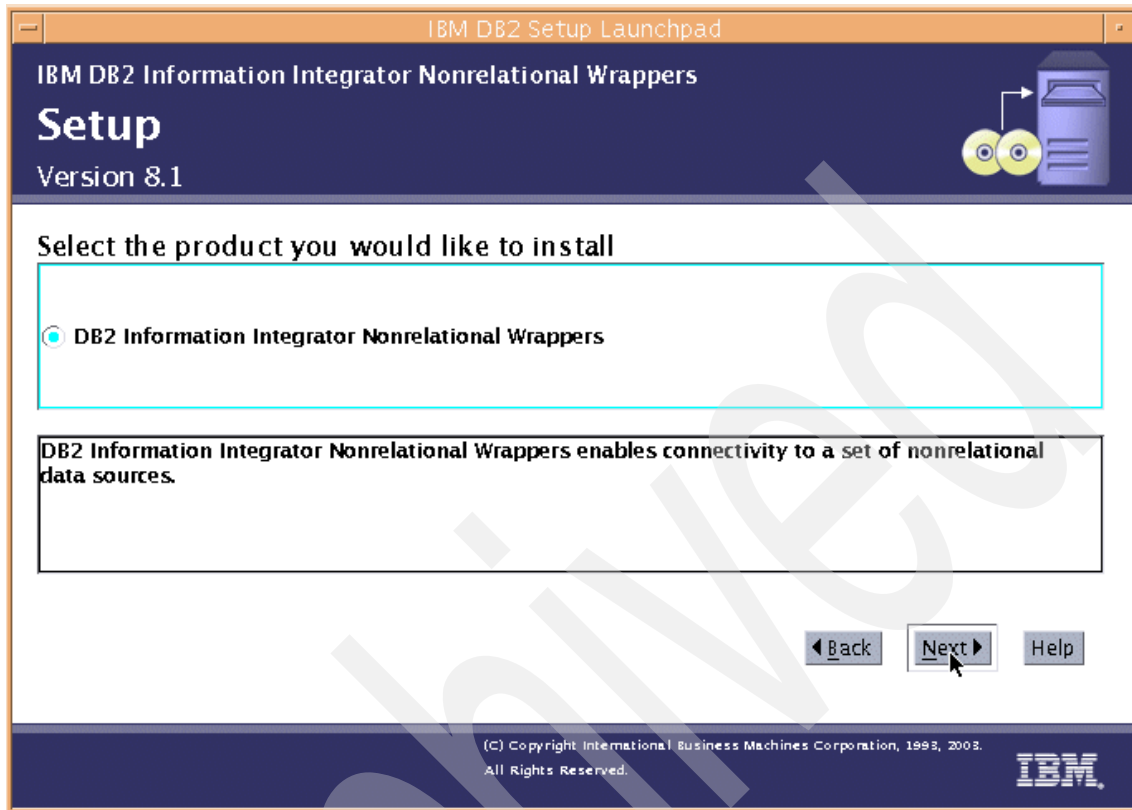 IBM DB2 Setup Launchpad
IBM DB2 Information Integrator Nonrelational Wrappers
Setup
Version 8.1
Select the product you would like to install
DB2 Information Integrator Nonrelational Wrappers
DB2 Information Integrator Nonrelational Wrappers enables connectivity to a set of nonrelational
data sources.
Back
Next
Help
(C) Copyright International Business Machines Corporation, 1993, 2003.
All Rights Reserved.
IBM.
hived